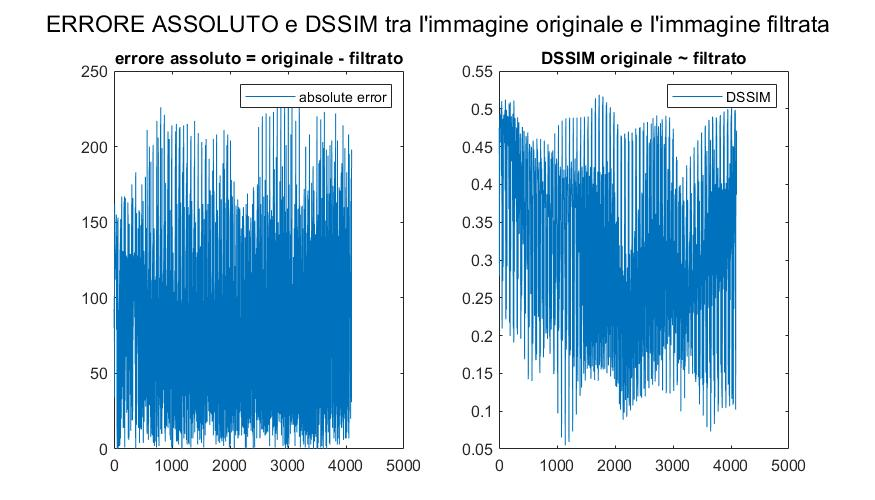 ERRORE ASSOLUTO e DSSIM tra l'immagine originale e l'immagine filtrata
errore assoluto = originale - filtrato
250
200
150
100
50
0
0 1000 2000 3000 4000 5000
absolute error
DSSIM originale ~ filtrato
0.55
0.5
0.45
0.4
0.35
0.3
0.25
0.2
0.15
0.1
0.05
0 1000 2000 3000 4000 5000
DSSIM